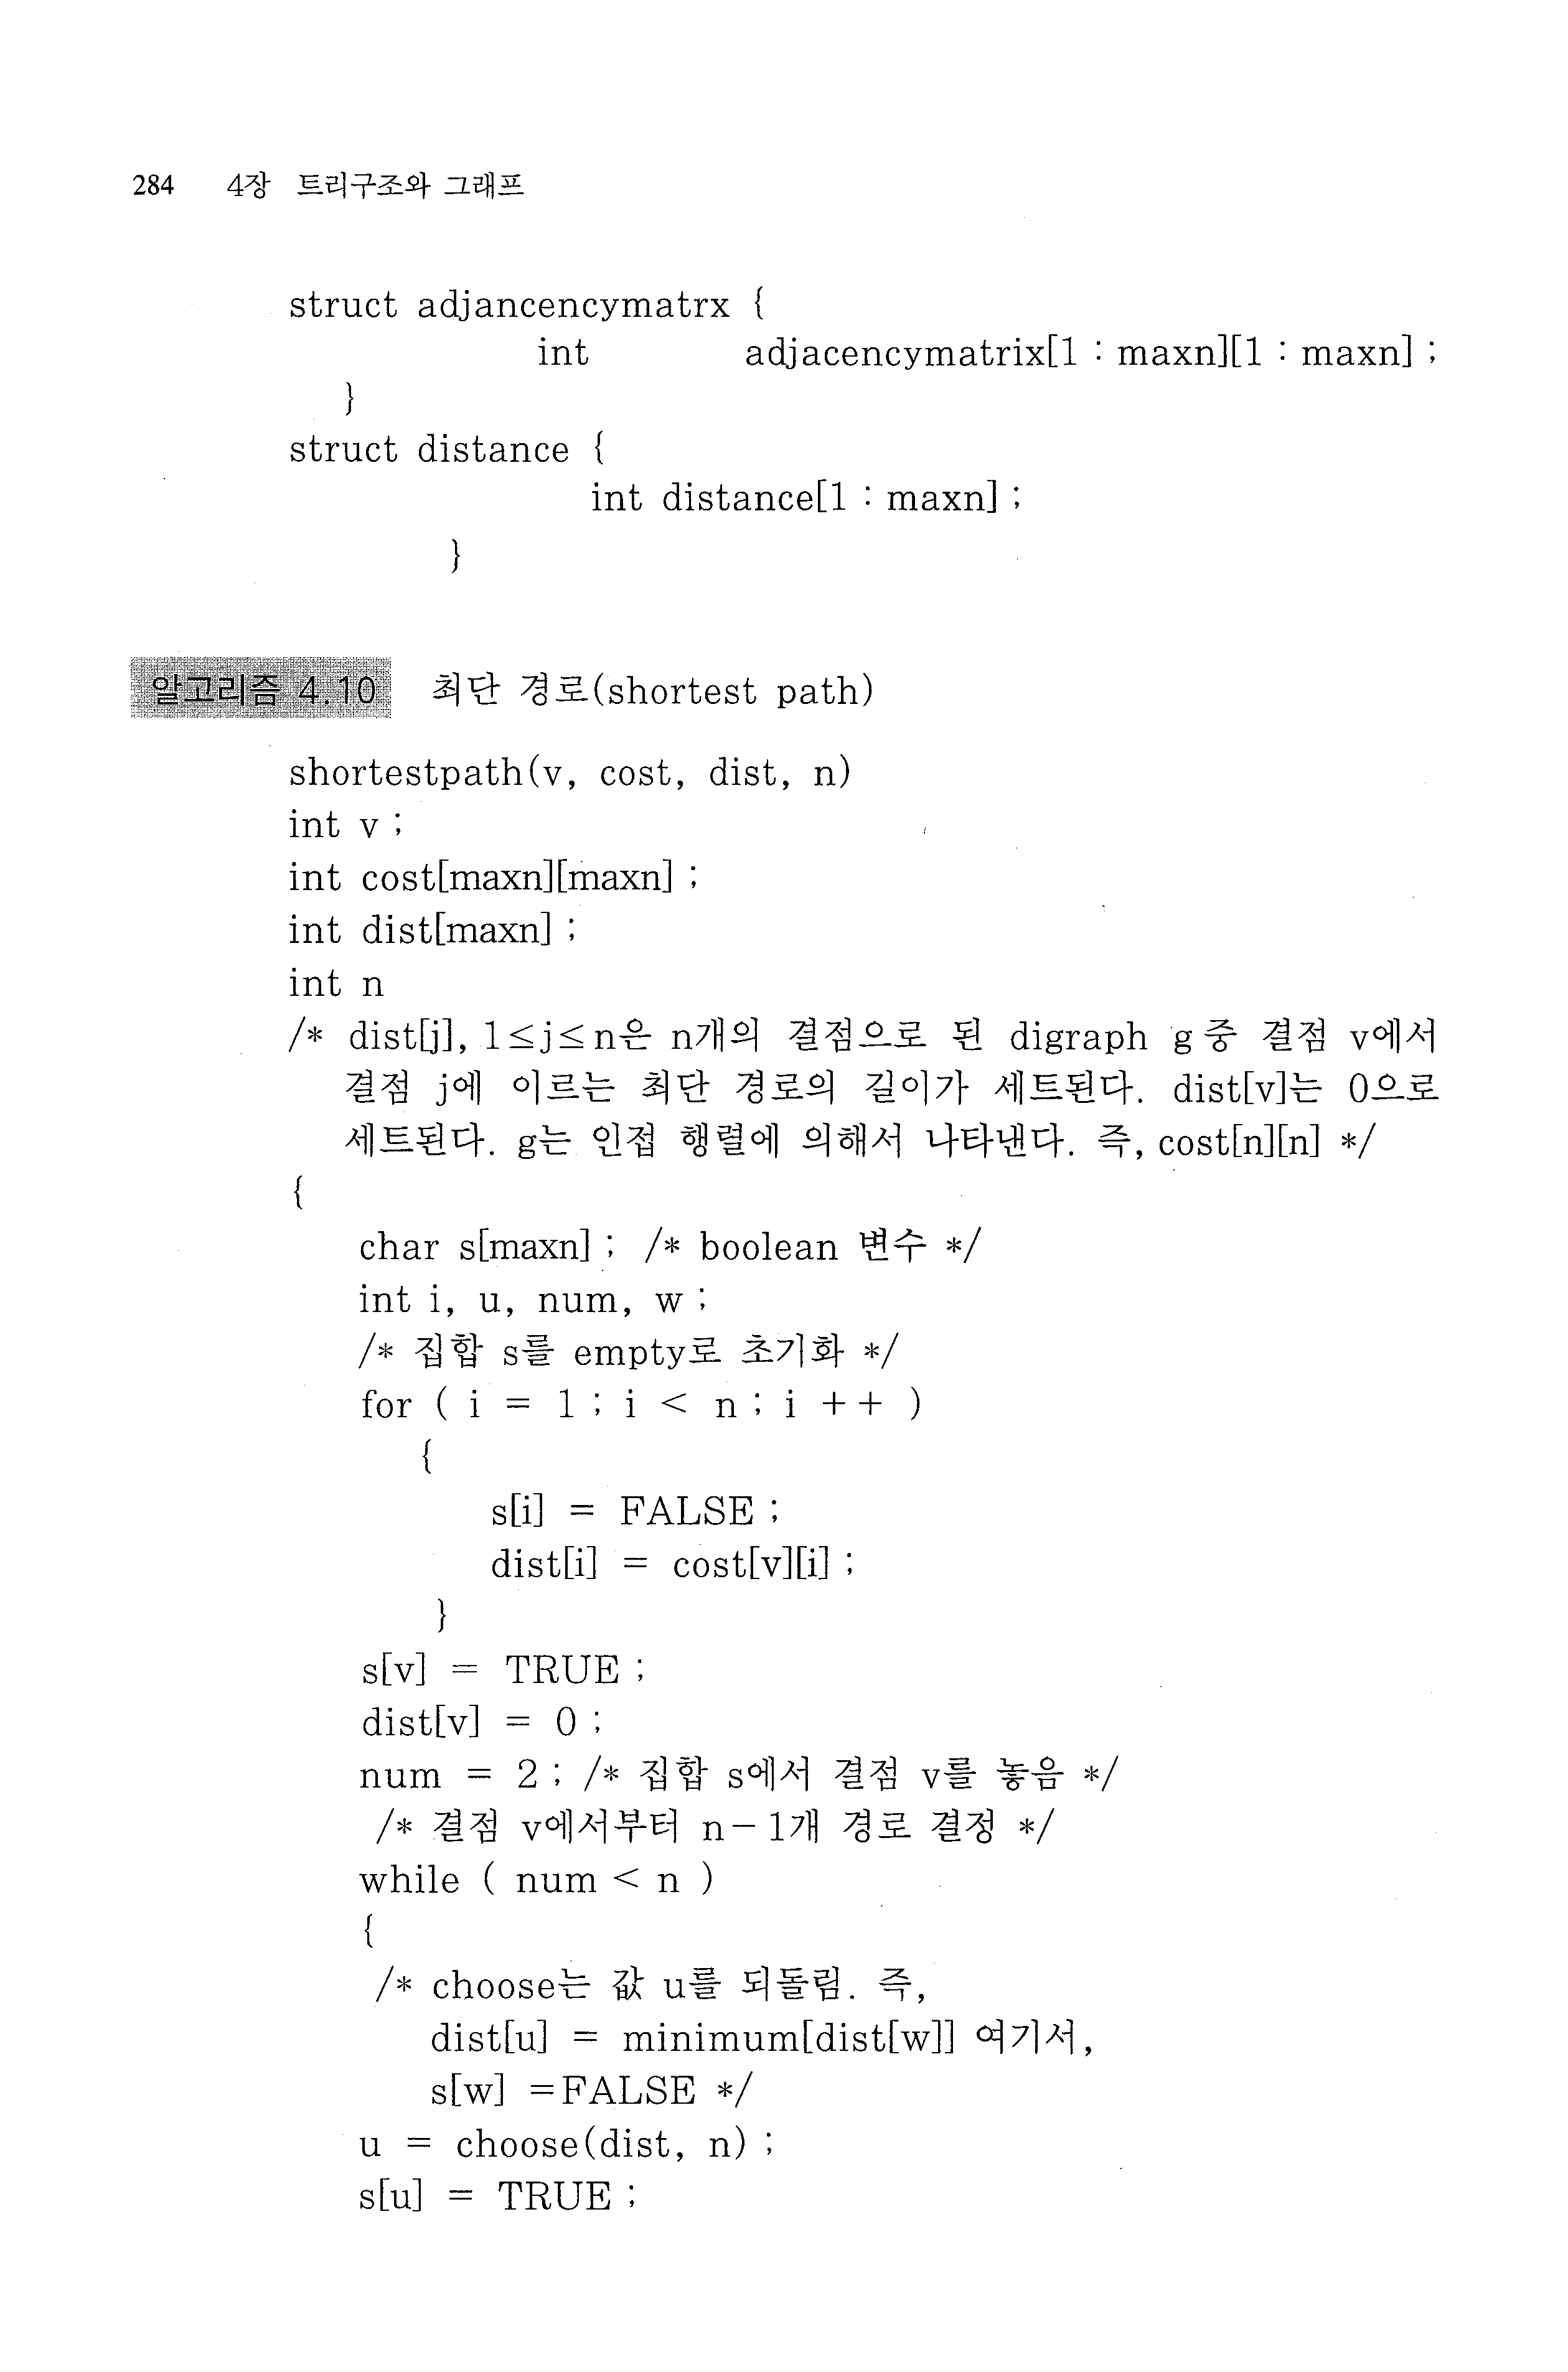 284 4장 트리구조와 그래프
struct adjancencymatrx {
int adjacencymatrix[1 : maxn][1 : maxn] ;
}
struct distance {
int distance[1 : maxn] ;
}
알고리즘 4.10 최단 경로(shortest path)
shortestpath(v, cost, dist, n)
int v ;
int cost[maxn][maxn] ;
int dist[maxn] ;
int n
/* dist[j], 1≤j≤n은 n개의 결점으로 된 digraph g중 결점 v에서
결점 j에 이르는 최단 경로의 길이가 세트된다. dist[v]는 0으로
세트된다. g는 인접 행렬에 의해서 나타낸다. 즉, cost[n][n] */
{
char s[maxn] ; /* boolean 변수 */
int i, u, num, w ;
/* 집합 s를 empty로 초기화 */
for ( i = 1 ; i < n ; i ++ )
{
s[i] = FALSE ;
dist[i] = cost[v][i] ;
}
s[v] = TRUE ;
dist[v] = 0 ;
num = 2 ; /* 집합 s에서 결점 v를 놓음 */
/* 결점 v에서부터 n-1개 경로 결정 */
while ( num < n )
{
/* choose는 값 u를 되돌림. 즉,
dist[u] = minimum[dist[w]] 여기서,
s[w] =FALSE */
u = choose(dist, n) ;
s[u] = TRUE ;